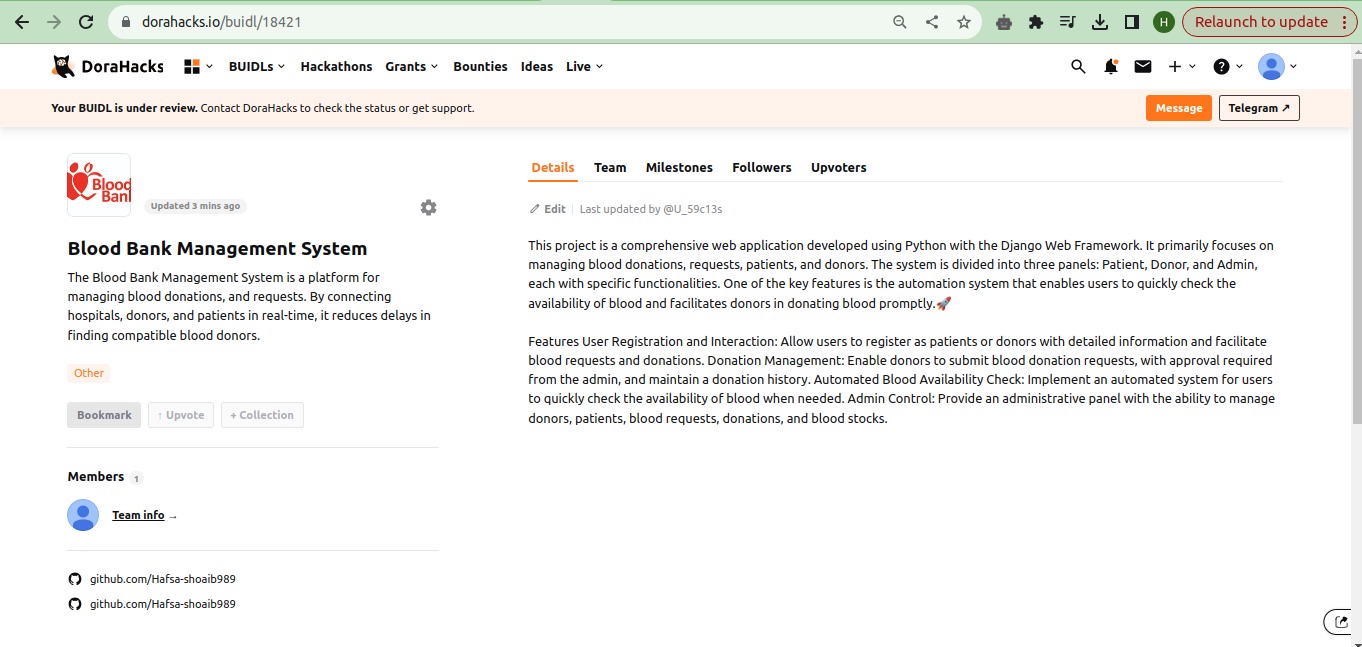 dorahacks.io/buidl/18421
H
Relaunch to update
DoraHacks
BUIDLs
Hackathons
Grants
Bounties
Ideas
Live
Your BUIDL is under review. Contact DoraHacks to check the status or get support.
Message
Telegram ↗
Blood
Bank
Updated 3 mins ago
Blood Bank Management System
The Blood Bank Management System is a platform for
managing blood donations, and requests. By connecting
hospitals, donors, and patients in real-time, it reduces delays in
finding compatible blood donors.
Other
Bookmark
↑ Upvote
+ Collection
Members 1
Team info →
github.com/Hafsa-shoaib989
github.com/Hafsa-shoaib989
Details
Team
Milestones
Followers
Upvoters
Edit
Last updated by @U_59c13s
This project is a comprehensive web application developed using Python with the Django Web Framework. It primarily focuses on
managing blood donations, requests, patients, and donors. The system is divided into three panels: Patient, Donor, and Admin,
each with specific functionalities. One of the key features is the automation system that enables users to quickly check the
availability of blood and facilitates donors in donating blood promptly.🚀
Features User Registration and Interaction: Allow users to register as patients or donors with detailed information and facilitate
blood requests and donations. Donation Management: Enable donors to submit blood donation requests, with approval required
from the admin, and maintain a donation history. Automated Blood Availability Check: Implement an automated system for users
to quickly check the availability of blood when needed. Admin Control: Provide an administrative panel with the ability to manage
donors, patients, blood requests, donations, and blood stocks.